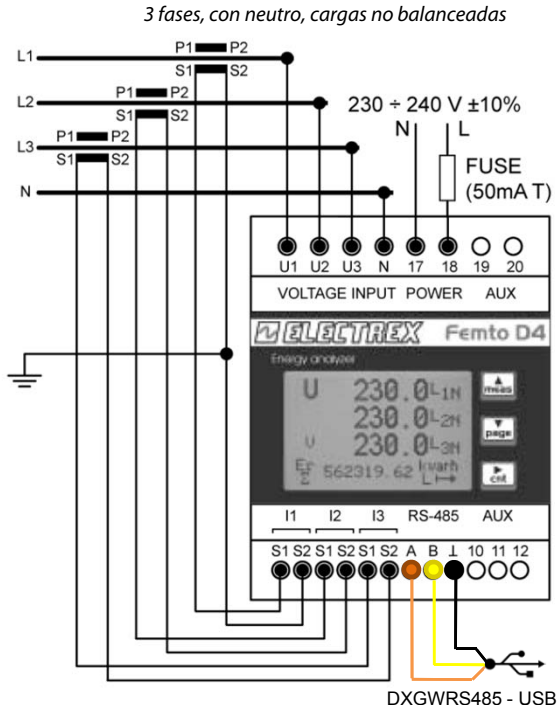 3 fases, con neutro, cargas no balanceadas
P1 P2
L1
S1 S2
P1 P2
L2
S1 S2
230 ÷ 240 V ±10%
N L
P1 P2
L3
S1 S2
FUSE
(50mA T)
N
U1 U2 U3 N 17 18 19 20
VOLTAGE INPUT POWER AUX
ELECTREX Femto D4
Energy analyzer
U 230.0 L1N
meas
230.0 L2N
page
U 230.0 L3N
Er Σ 562319.62 kvarh L
cnt
I1 I2 I3 RS-485 AUX
S1 S2 S1 S2 S1 S2 A B ⊥ 10 11 12
DXGWRS485 - USB